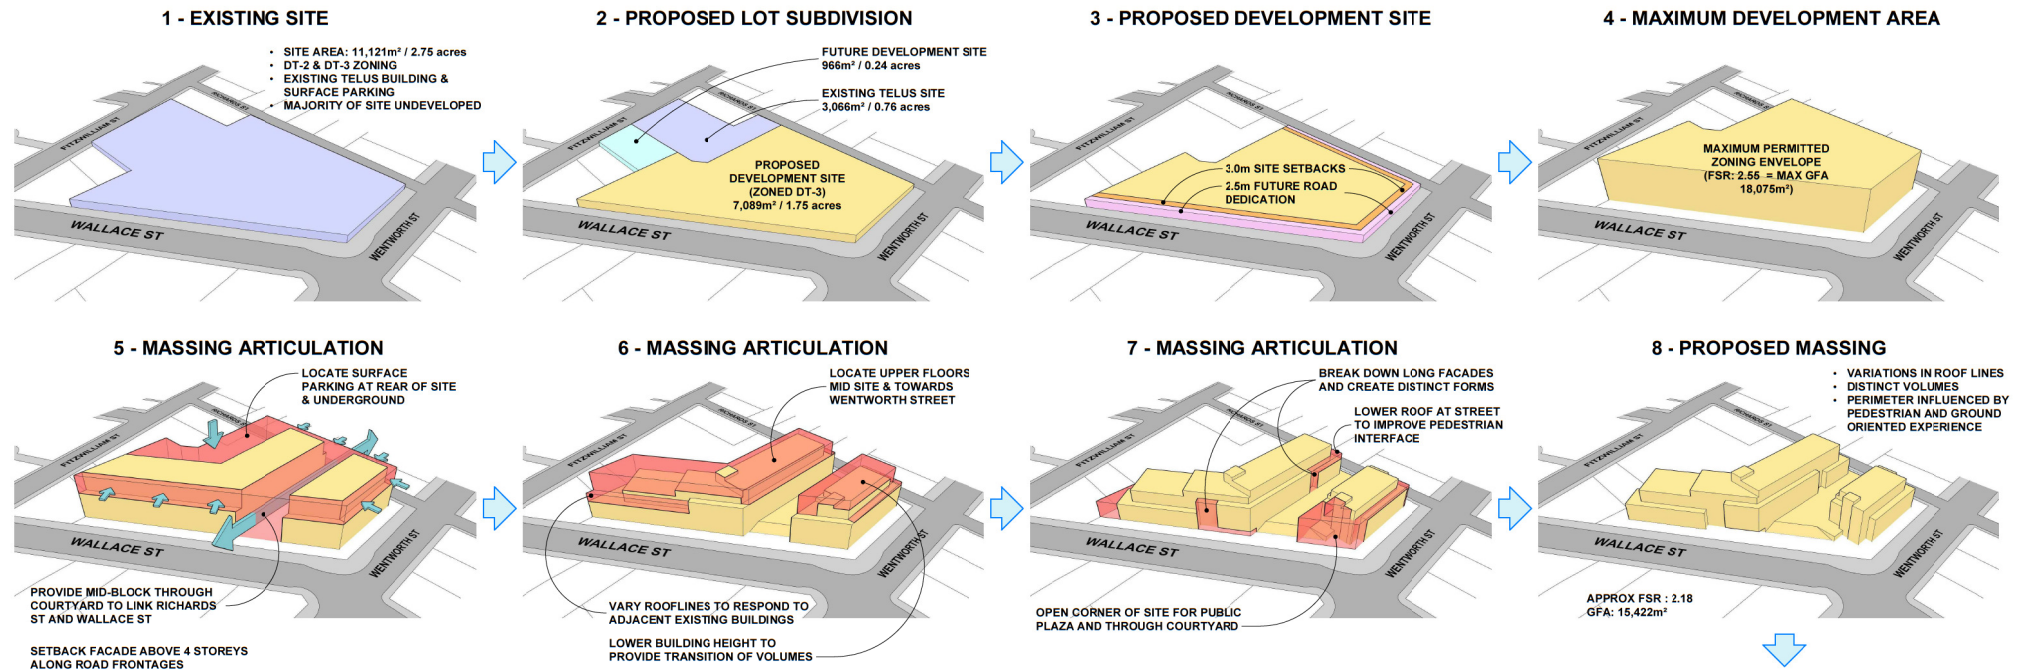 1 - EXISTING SITE
• SITE AREA: 11,121m² / 2.75 acres
• DT-2 & DT-3 ZONING
• EXISTING TELUS BUILDING &
SURFACE PARKING
• MAJORITY OF SITE UNDEVELOPED
RICHARDS ST
FITZWILLIAM ST
WALLACE ST
WENTWORTH ST
2 - PROPOSED LOT SUBDIVISION
FUTURE DEVELOPMENT SITE
966m² / 0.24 acres
EXISTING TELUS SITE
3,066m² / 0.76 acres
PROPOSED
DEVELOPMENT SITE
(ZONED DT-3)
7,089m² / 1.75 acres
RICHARDS ST
FITZWILLIAM ST
WALLACE ST
WENTWORTH ST
3 - PROPOSED DEVELOPMENT SITE
3.0m SITE SETBACKS
2.5m FUTURE ROAD
DEDICATION
RICHARDS ST
FITZWILLIAM ST
WALLACE ST
WENTWORTH ST
4 - MAXIMUM DEVELOPMENT AREA
MAXIMUM PERMITTED
ZONING ENVELOPE
(FSR: 2.55 = MAX GFA
18,075m²)
RICHARDS ST
FITZWILLIAM ST
WALLACE ST
WENTWORTH ST
5 - MASSING ARTICULATION
LOCATE SURFACE
PARKING AT REAR OF SITE
& UNDERGROUND
RICHARDS ST
FITZWILLIAM ST
WALLACE ST
WENTWORTH ST
PROVIDE MID-BLOCK THROUGH
COURTYARD TO LINK RICHARDS
ST AND WALLACE ST
SETBACK FACADE ABOVE 4 STOREYS
ALONG ROAD FRONTAGES
6 - MASSING ARTICULATION
LOCATE UPPER FLOORS
MID SITE & TOWARDS
WENTWORTH STREET
RICHARDS ST
FITZWILLIAM ST
WALLACE ST
WENTWORTH ST
VARY ROOFLINES TO RESPOND TO
ADJACENT EXISTING BUILDINGS
LOWER BUILDING HEIGHT TO
PROVIDE TRANSITION OF VOLUMES
7 - MASSING ARTICULATION
BREAK DOWN LONG FACADES
AND CREATE DISTINCT FORMS
LOWER ROOF AT STREET
TO IMPROVE PEDESTRIAN
INTERFACE
RICHARDS ST
FITZWILLIAM ST
WALLACE ST
WENTWORTH ST
OPEN CORNER OF SITE FOR PUBLIC
PLAZA AND THROUGH COURTYARD
8 - PROPOSED MASSING
• VARIATIONS IN ROOF LINES
• DISTINCT VOLUMES
• PERIMETER INFLUENCED BY
PEDESTRIAN AND GROUND
ORIENTED EXPERIENCE
RICHARDS ST
FITZWILLIAM ST
WALLACE ST
WENTWORTH ST
APPROX FSR : 2.18
GFA: 15,422m²